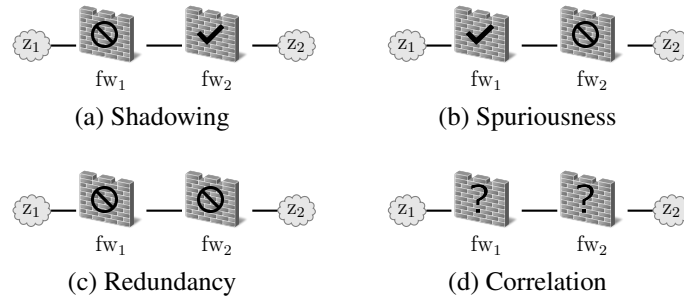 z₁ z₂ z₁ z₂
fw₁ fw₂ fw₁ fw₂
(a) Shadowing (b) Spuriousness
z₁ ? ? z₂ z₁ z₂
fw₁ fw₂ fw₁ fw₂
(c) Redundancy (d) Correlation